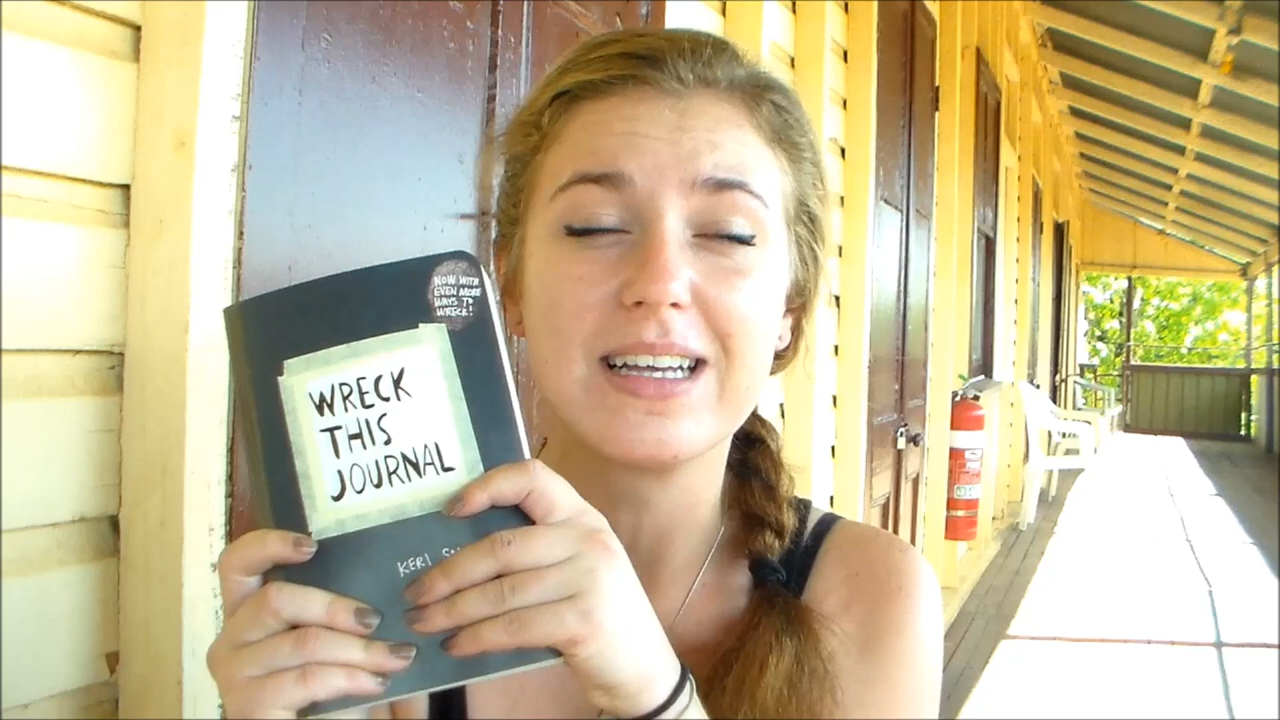 NOW WITH
EVEN MORE
WAYS TO
WRECK!
WRECK
THIS
JOURNAL
KERI